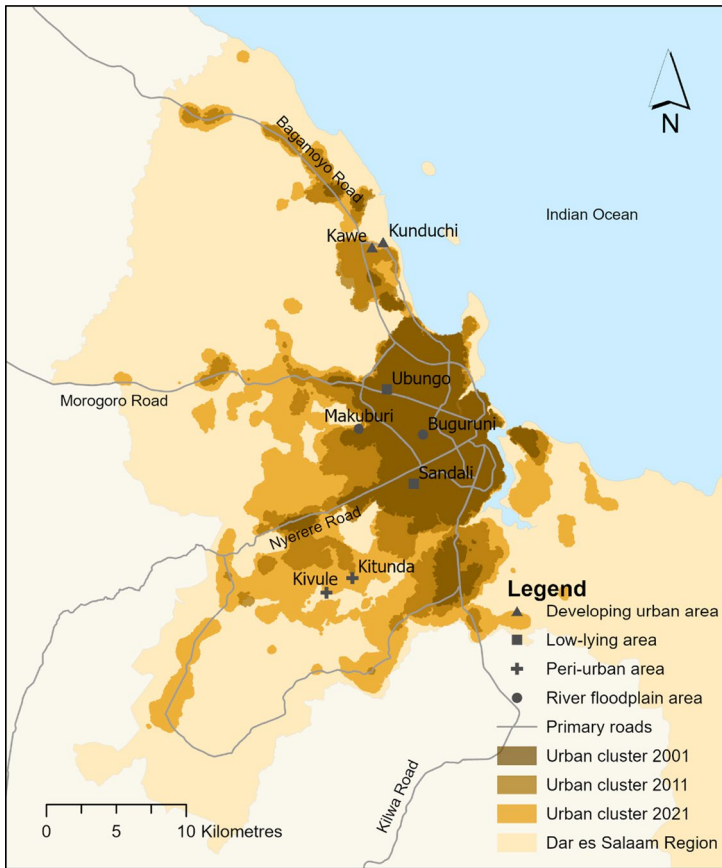 N
Bagamoyo Road
Indian Ocean
Kunduchi
Kawe
Ubungo
Morogoro Road
Makuburi
Buguruni
Sandali
Nyerere Road
Kitunda
Kivule
Legend
Developing urban area
Low-lying area
Peri-urban area
River floodplain area
Primary roads
Urban cluster 2001
Urban cluster 2011
Urban cluster 2021
Dar es Salaam Region
Kilwa Road
0 5 10 Kilometres